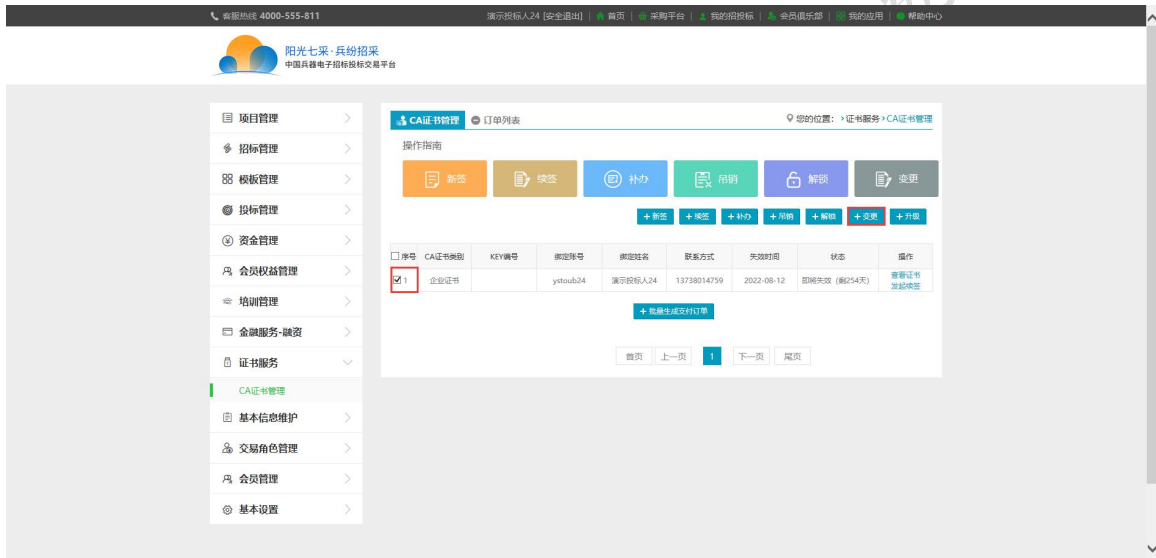 客服热线 4000-555-811 演示投标人24 [安全退出] | 首页 | 采购平台 | 我的招投标 | 会员俱乐部 | 我的应用 | 帮助中心
阳光七采·兵纷招采
中国兵器电子招标投标交易平台
项目管理
招标管理
模板管理
投标管理
资金管理
会员权益管理
培训管理
金融服务-融资
证书服务
CA证书管理
基本信息维护
交易角色管理
会员管理
基本设置
CA证书管理 订单列表 您的位置: >证书服务>CA证书管理
操作指南
新签 续签 补办 吊销 解锁 变更
+新签 +续签 +补办 +吊销 +解锁 +变更 +升级
序号 CA证书类别 KEY编号 绑定账号 绑定姓名 联系方式 失效时间 状态 操作
1 企业证书 ystoub24 演示投标人24 13738014759 2022-08-12 即将失效 (剩254天) 查看证书
发起续签
+批量生成支付订单
首页 上一页 1 下一页 尾页